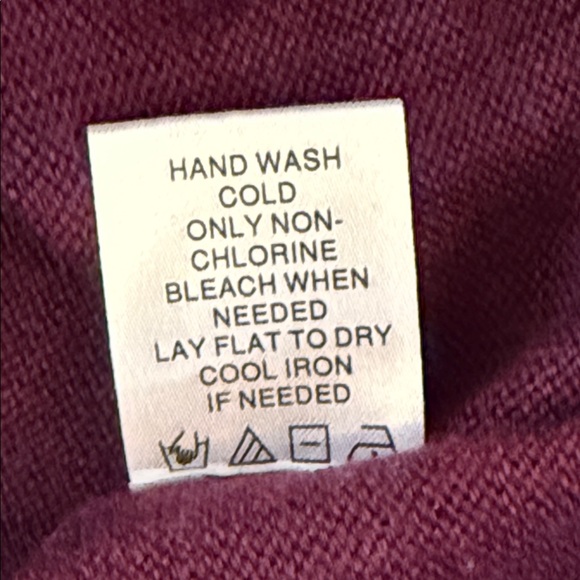 HAND WASH
COLD
ONLY NON-
CHLORINE
BLEACH WHEN
NEEDED
LAY FLAT TO DRY
COOL IRON
IF NEEDED